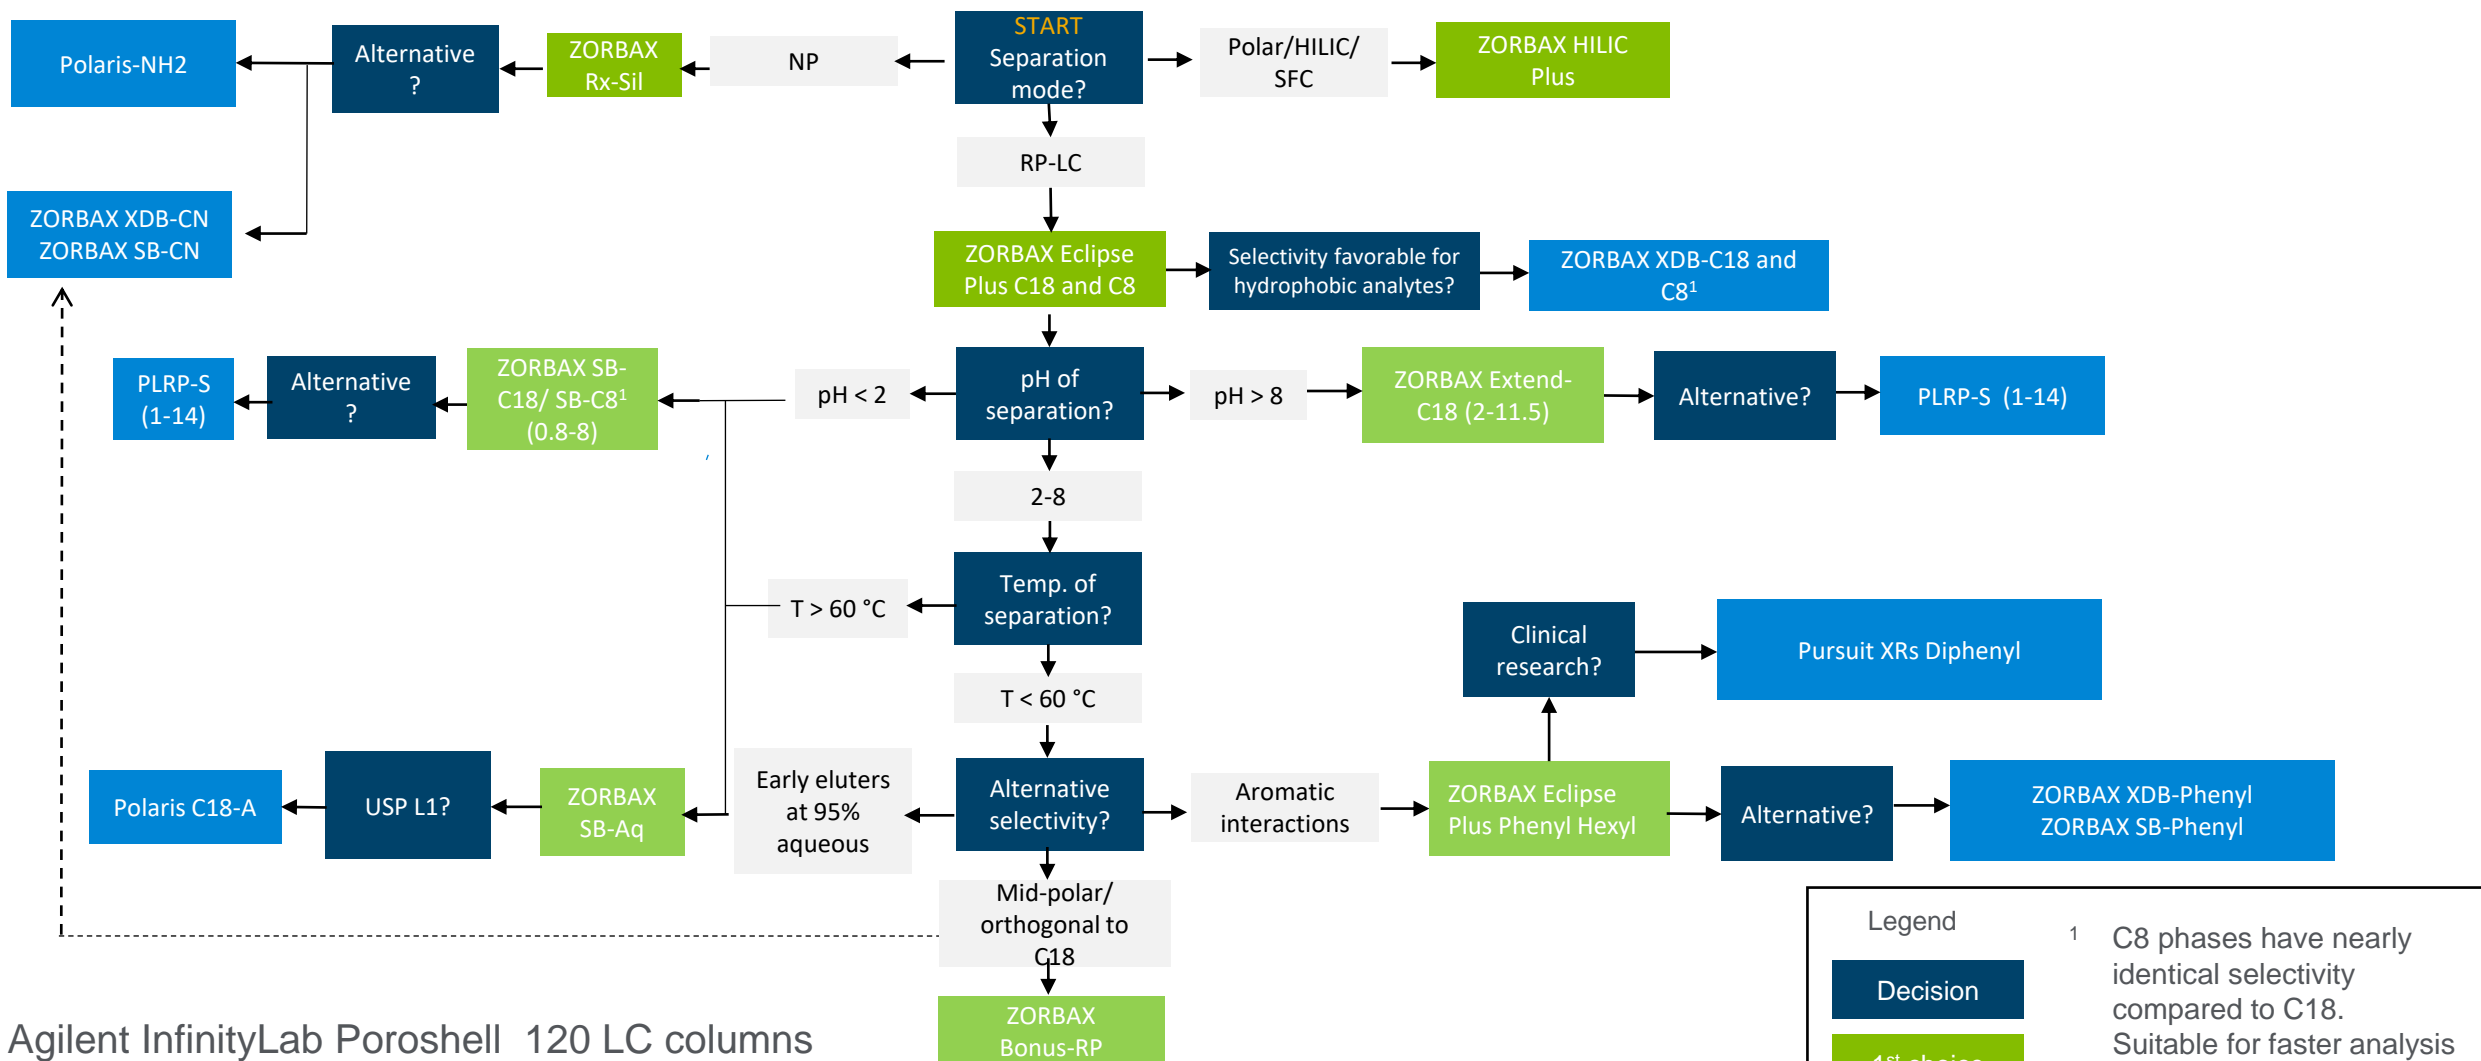 START
Separation
mode?
Polaris-NH2
Alternative
?
ZORBAX
Rx-Sil
NP
Polar/HILIC/
SFC
ZORBAX HILIC
Plus
RP-LC
ZORBAX XDB-CN
ZORBAX SB-CN
ZORBAX Eclipse
Plus C18 and C8
Selectivity favorable for
hydrophobic analytes?
ZORBAX XDB-C18 and
C8¹
PLRP-S
(1-14)
Alternative
?
ZORBAX SB-
C18/ SB-C8¹
(0.8-8)
pH < 2
pH of
separation?
pH > 8
ZORBAX Extend-
C18 (2-11.5)
Alternative?
PLRP-S (1-14)
2-8
T > 60 °C
Temp. of
separation?
Clinical
research?
Pursuit XRs Diphenyl
T < 60 °C
Polaris C18-A
USP L1?
ZORBAX
SB-Aq
Early eluters
at 95%
aqueous
Alternative
selectivity?
Aromatic
interactions
ZORBAX Eclipse
Plus Phenyl Hexyl
Alternative?
ZORBAX XDB-Phenyl
ZORBAX SB-Phenyl
Mid-polar/
orthogonal to
C18
ZORBAX
Bonus-RP
Legend
Decision
1st choice
1 C8 phases have nearly
identical selectivity
compared to C18.
Suitable for faster analysis
Agilent InfinityLab Poroshell 120 LC columns